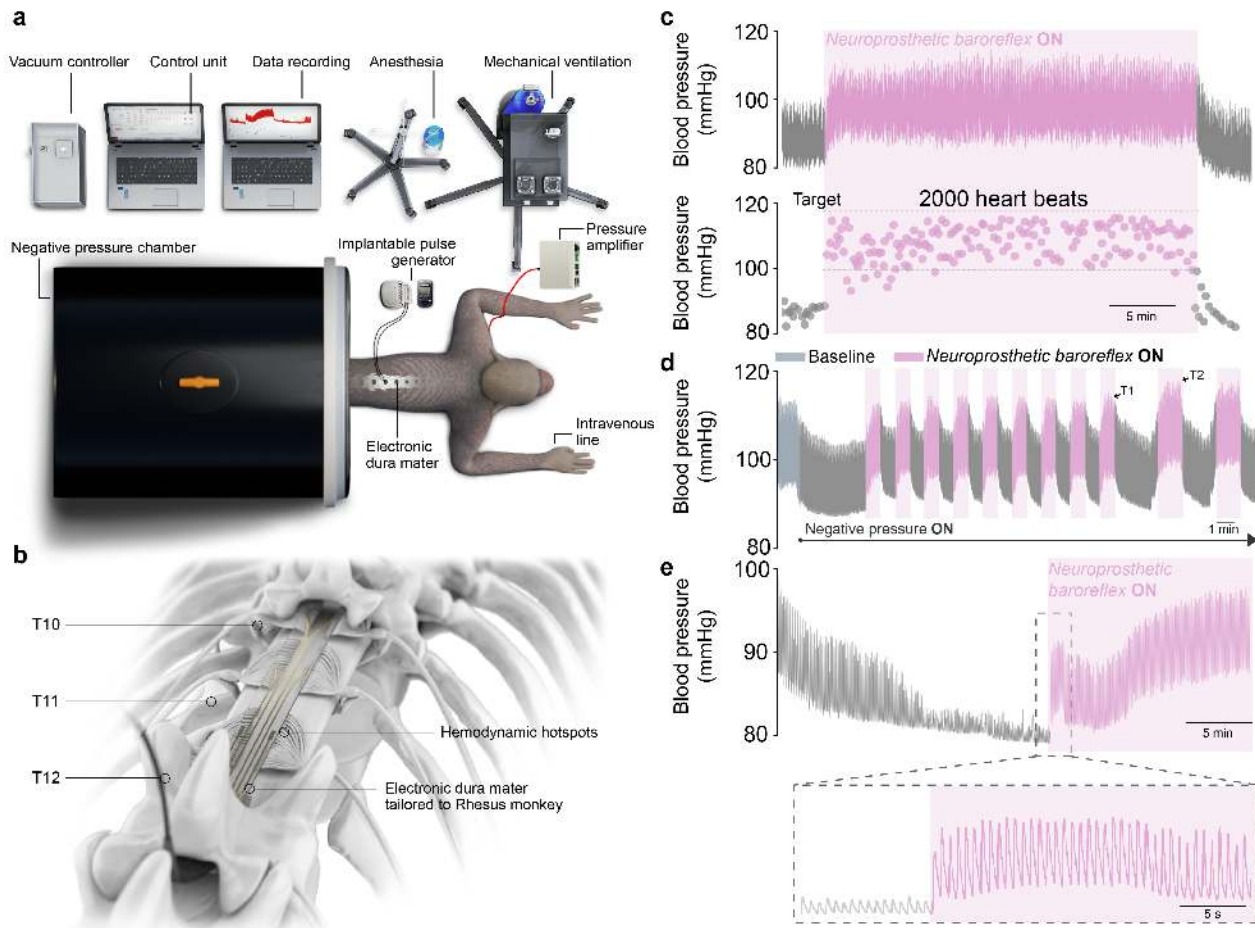 a
Vacuum controller
Control unit
Data recording
Anesthesia
Mechanical ventilation
Negative pressure chamber
Implantable pulse
generator
Pressure
amplifier
Electronic
dura mater
Intravenous
line
b
T10
T11
T12
Hemodynamic hotspots
Electronic dura mater
tailored to Rhesus monkey
c
Blood pressure
(mmHg)
120
100
80
Neuroprosthetic baroreflex ON
Blood pressure
(mmHg)
120
100
80
Target
2000 heart beats
5 min
d
Baseline
Neuroprosthetic baroreflex ON
Blood pressure
(mmHg)
120
100
80
T1
T2
1 min
Negative pressure ON
e
Blood pressure
(mmHg)
100
90
80
Neuroprosthetic
baroreflex ON
5 min
5 s